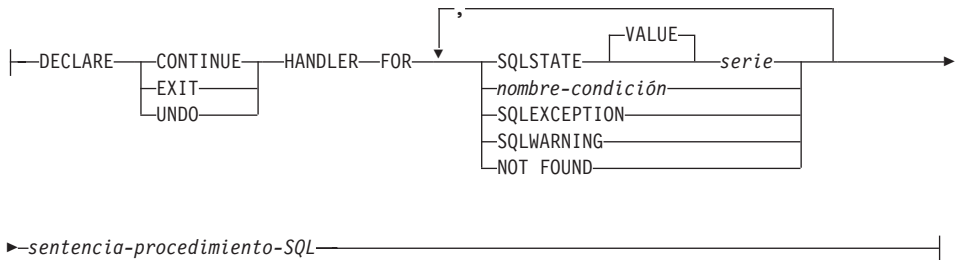 ,
VALUE
DECLARE CONTINUE HANDLER FOR SQLSTATE serie
EXIT nombre-condición
UNDO SQLEXCEPTION
SQLWARNING
NOT FOUND
sentencia-procedimiento-SQL